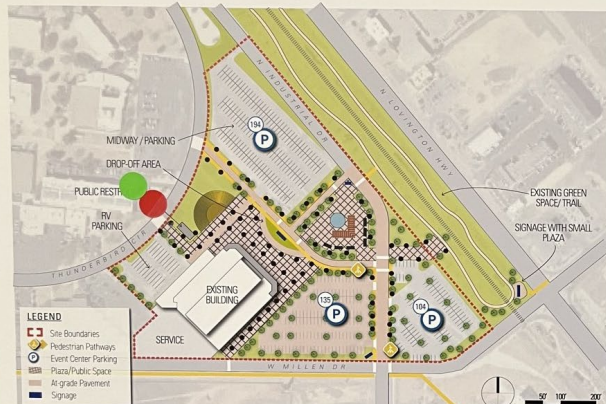 N INDUSTRIAL DR
N LOVINGTON HWY
194
P
MIDWAY / PARKING
DROP-OFF AREA
PUBLIC RESTR
RV
PARKING
EXISTING GREEN
SPACE/TRAIL
SIGNAGE WITH SMALL
PLAZA
THUNDERBIRD CIR
EXISTING
BUILDING
135
P
104
P
SERVICE
W MILLEN DR
LEGEND
Site Boundaries
Pedestrian Pathways
P Event Center Parking
Plaza/Public Space
At-grade Pavement
Signage
50' 100' 200'